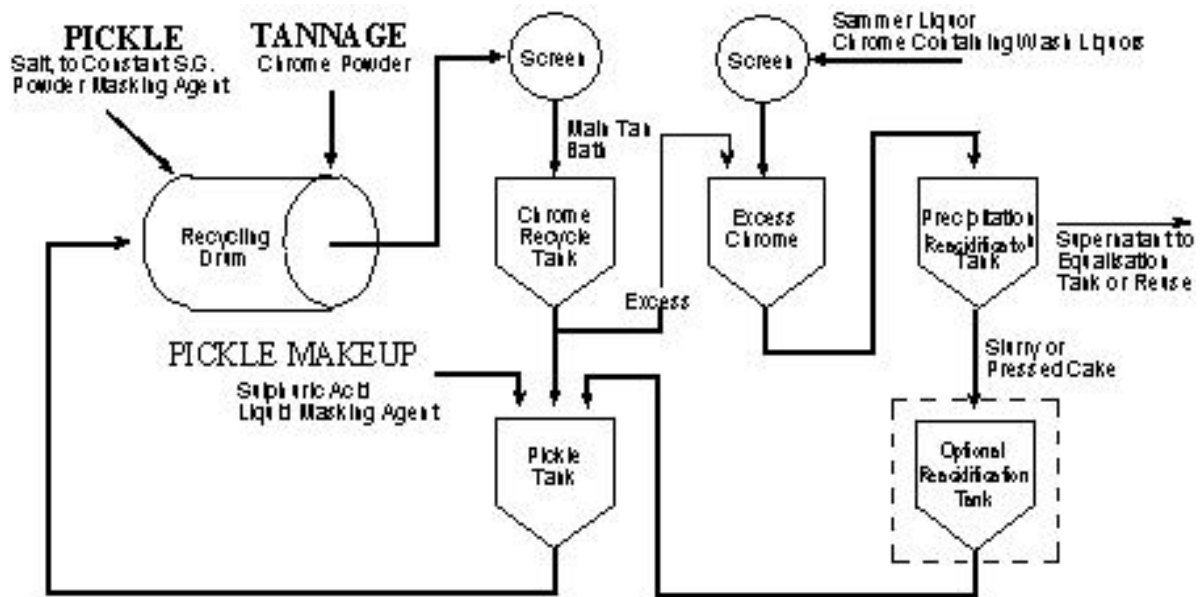 PICKLE
Salt, to Constant S.G.
Powder Masking Agent
TANNAGE
Chrome Powder
Screen
Screen
Sammer Liquor
Chrome Containing Wash Liquors
Main Tan
Bath
Recycling
Drum
Chrome
Recycle
Tank
Excess
Chrome
Precipitation
Reacidification
Tank
Supernatant to
Equalisation
Tank or Reuse
Excess
PICKLE MAKEUP
Sulphuric Acid
Liquid Masking Agent
Slurry or
Pressed Cake
Pickle
Tank
Optional
Reacidification
Tank